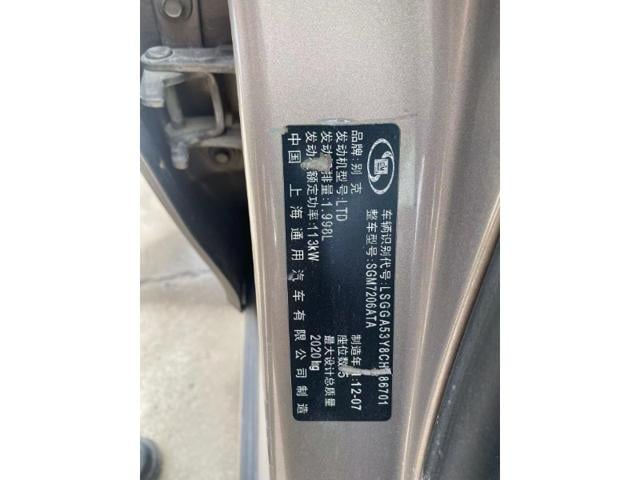 车辆识别代号:LSGGA53Y8CH 86701
整车型号:SGM7206ATA
品牌:别克
制造年 :12-07
发动机型号:LTD
座位数:5
发动 排量:1.998L
最大设计总质量
发动 额定功率:113kW
2020kg
中国 上海通用汽车有限公司制造